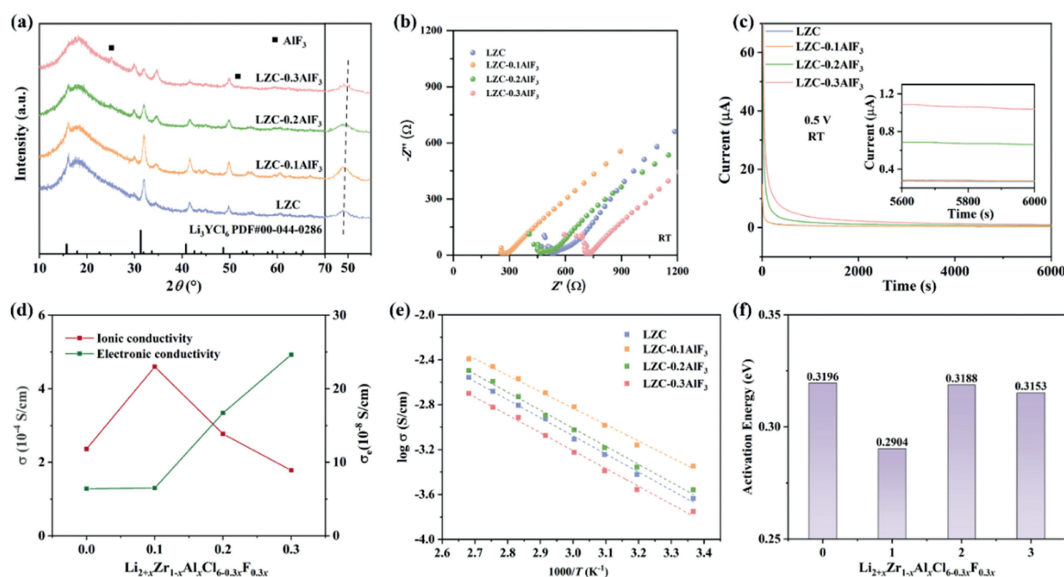 (a)
Intensity (a.u.)
■ AlF₃
LZC-0.3AlF₃
LZC-0.2AlF₃
LZC-0.1AlF₃
LZC
Li₃YCl₆ PDF#00-044-0286
10 20 30 40 50 60 70 50
2θ (°)
(b)
-Z'' (Ω)
1200
900
600
300
0
LZC
LZC-0.1AlF₃
LZC-0.2AlF₃
LZC-0.3AlF₃
RT
0 150 300 450 600 750 900 1050 1200
Z' (Ω)
(c)
Current (μA)
60
40
20
0
LZC
LZC-0.1AlF₃
LZC-0.2AlF₃
LZC-0.3AlF₃
0.5 V
RT
Current (μA)
1.2
0.8
0.4
5600 5800 6000
Time (s)
0 2000 4000 6000
Time (s)
(d)
σ (10⁻⁴ S/cm)
6
4
2
0
Ionic conductivity
Electronic conductivity
30
25
20
15
10
5
0
σₑ(10⁻⁸ S/cm)
0.0 0.1 0.2 0.3
Li₂₊ₓZr₁₋ₓAlₓCl₆₋₀.₃ₓF₀.₃ₓ
(e)
log σ (S/cm)
-2.0
-2.4
-2.8
-3.2
-3.6
-4.0
LZC
LZC-0.1AlF₃
LZC-0.2AlF₃
LZC-0.3AlF₃
2.6 2.7 2.8 2.9 3.0 3.1 3.2 3.3 3.4
1000/T (K⁻¹)
(f)
Activation Energy (eV)
0.35
0.30
0.25
0.3196
0.2904
0.3188
0.3153
0 1 2 3
Li₂₊ₓZr₁₋ₓAlₓCl₆₋₀.₃ₓF₀.₃ₓ